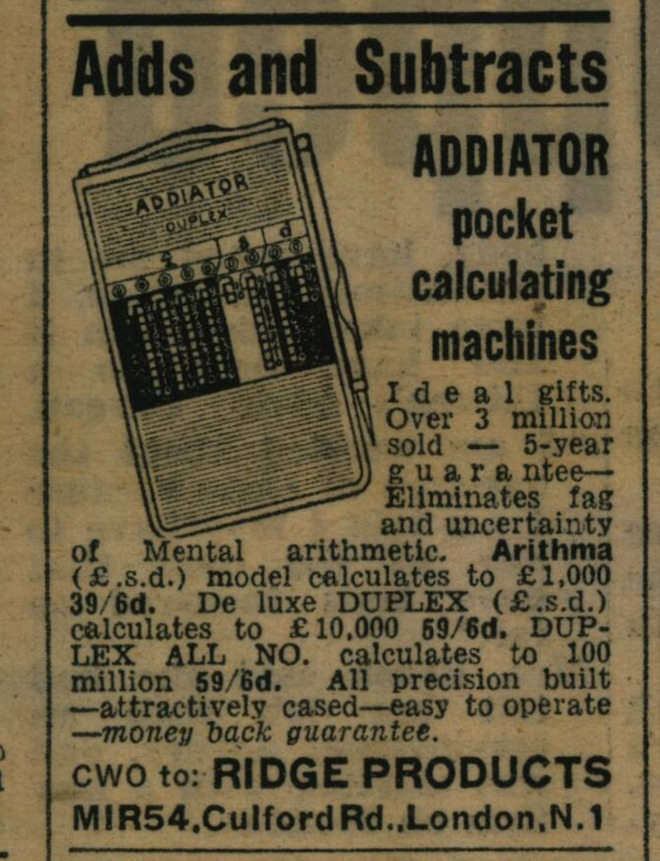 Adds and Subtracts
ADDIATOR
DUPLEX
£ s d
ADDIATOR
pocket
calculating
machines
Ideal gifts.
Over 3 million
sold — 5-year
guarantee—
Eliminates fag
and uncertainty
of Mental arithmetic. Arithma
(£.s.d.) model calculates to £1,000
39/6d. De luxe DUPLEX (£.s.d.)
calculates to £10,000 59/6d. DUP-
LEX ALL NO. calculates to 100
million 59/6d. All precision built
—attractively cased—easy to operate
—money back guarantee.
CWO to: RIDGE PRODUCTS
MIR54, Culford Rd., London, N.1